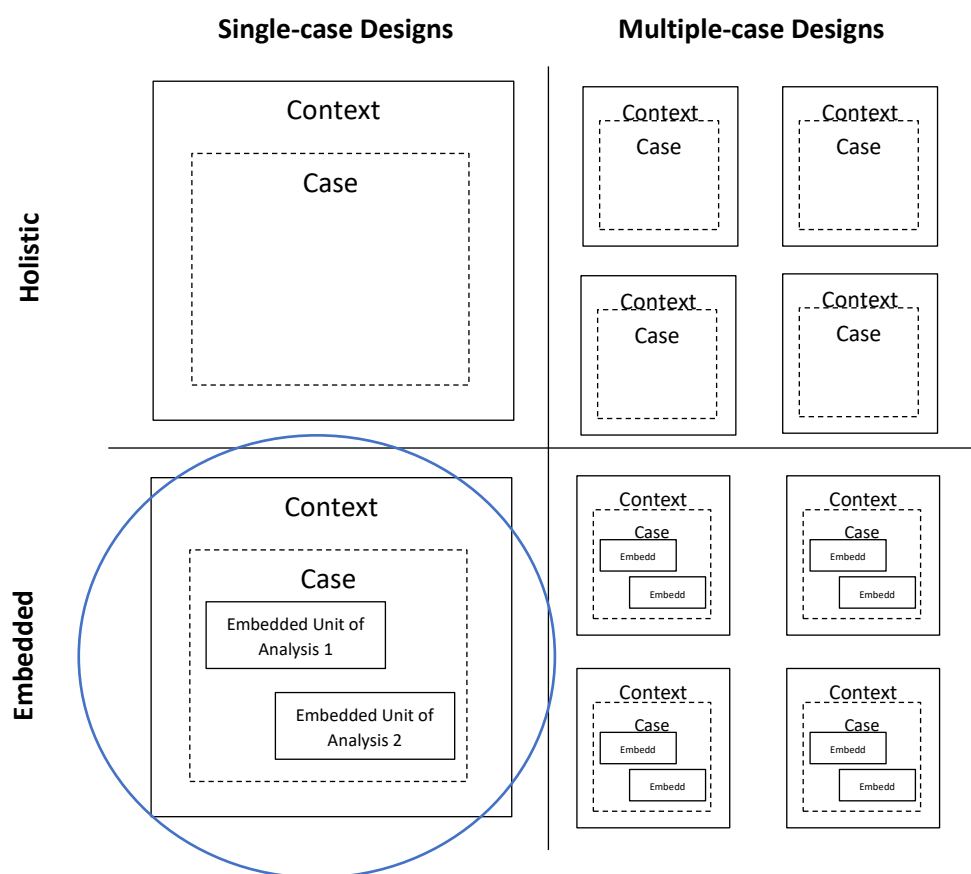 Single-case Designs
Multiple-case Designs
Holistic
Context
Case
Context
Case
Context
Case
Context
Case
Context
Case
Embedded
Context
Case
Embedded Unit of
Analysis 1
Embedded Unit of
Analysis 2
Context
Case
Embedd
Embedd
Context
Case
Embedd
Embedd
Context
Case
Embedd
Embedd
Context
Case
Embedd
Embedd